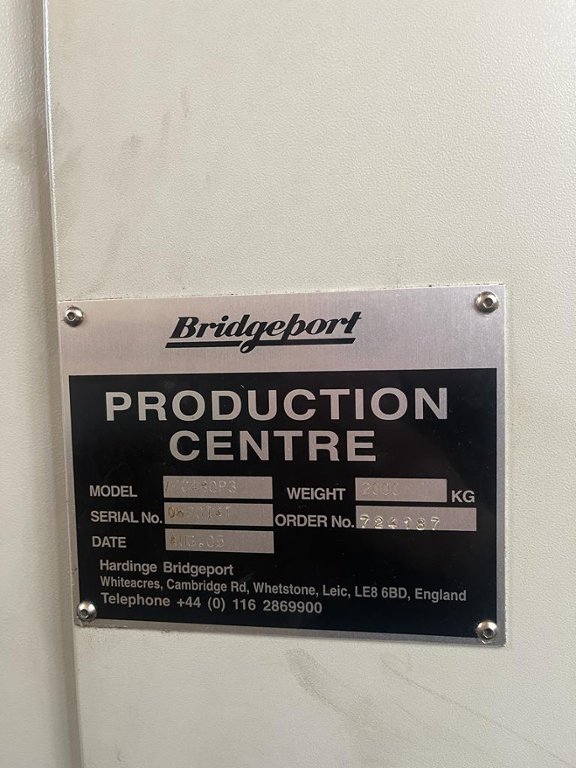 Bridgeport
PRODUCTION
CENTRE
MODEL WEIGHT KG
SERIAL No. ORDER No. 724187
DATE
Hardinge Bridgeport
Whiteacres, Cambridge Rd, Whetstone, Leic, LE8 6BD, England
Telephone +44 (0) 116 2869900